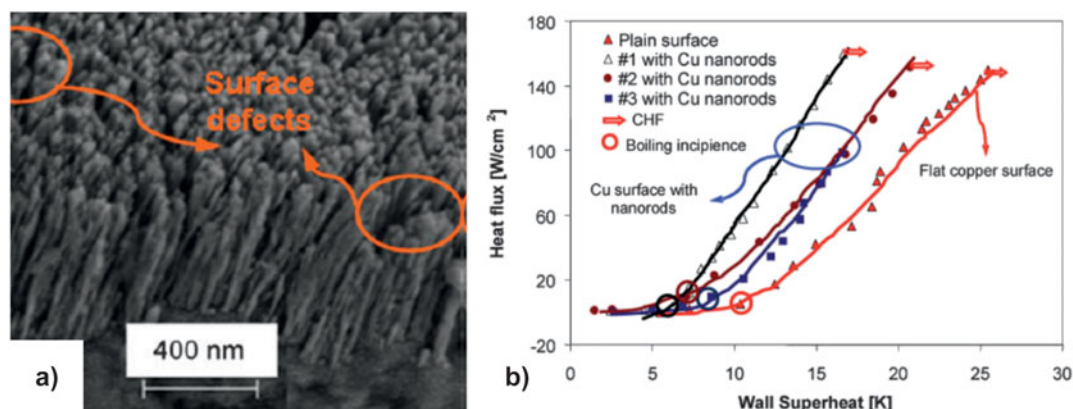 Surface
defects
400 nm
a)
160
140
100
60
20
-20
Heat flux [W/cm²]
Plain surface
#1 with Cu nanorods
#2 with Cu nanorods
#3 with Cu nanorods
CHF
Boiling incipience
Cu surface with
nanorods
Flat copper surface
0
5
10
15
20
25
30
b)
Wall Superheat [K]